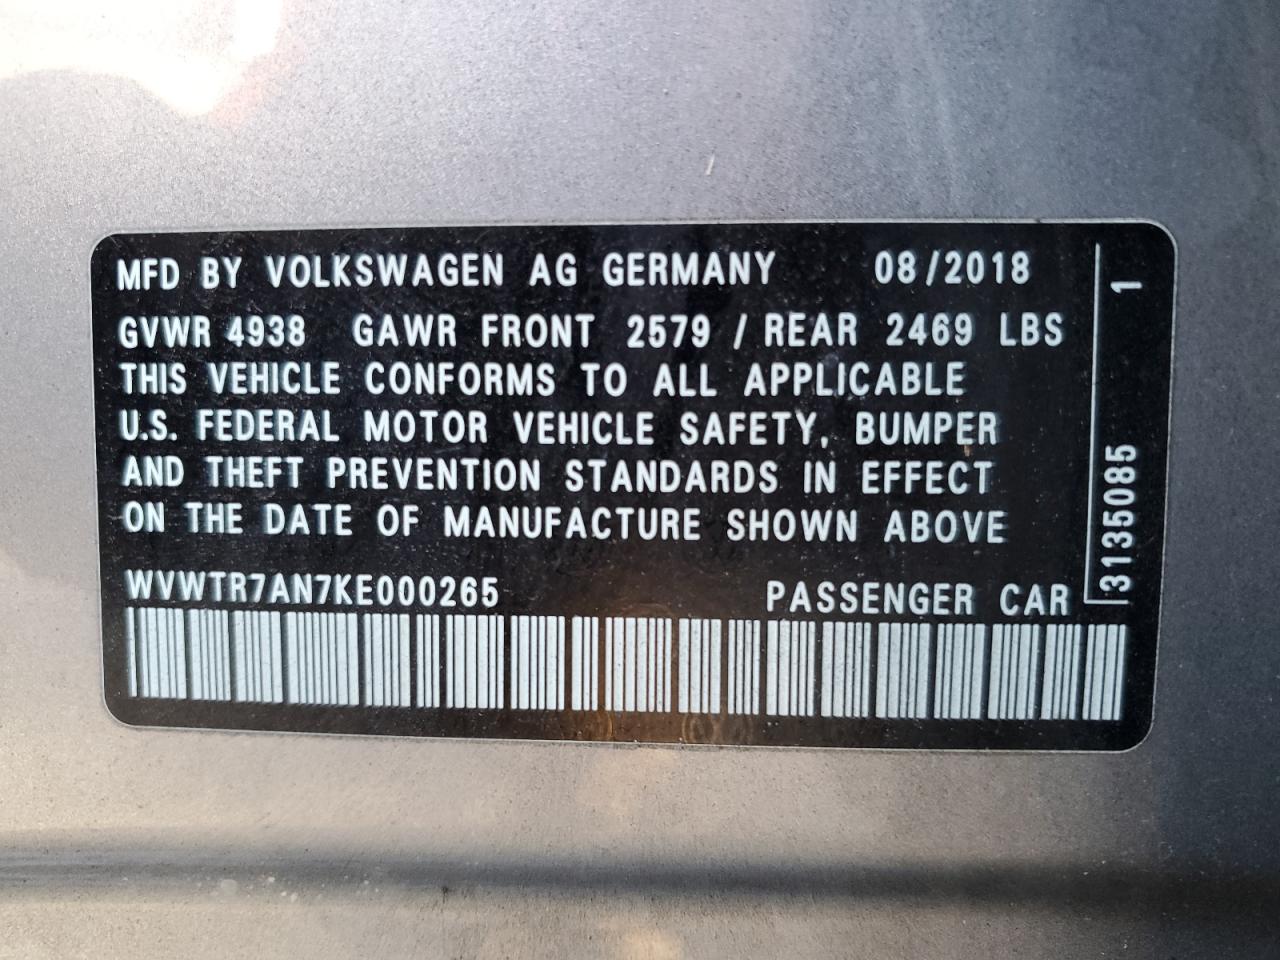 MFD BY VOLKSWAGEN AG GERMANY 08/2018
GVWR 4938 GAWR FRONT 2579 / REAR 2469 LBS
THIS VEHICLE CONFORMS TO ALL APPLICABLE
U.S. FEDERAL MOTOR VEHICLE SAFETY, BUMPER
AND THEFT PREVENTION STANDARDS IN EFFECT
ON THE DATE OF MANUFACTURE SHOWN ABOVE
WVWTR7AN7KE000265 PASSENGER CAR
3135085 1